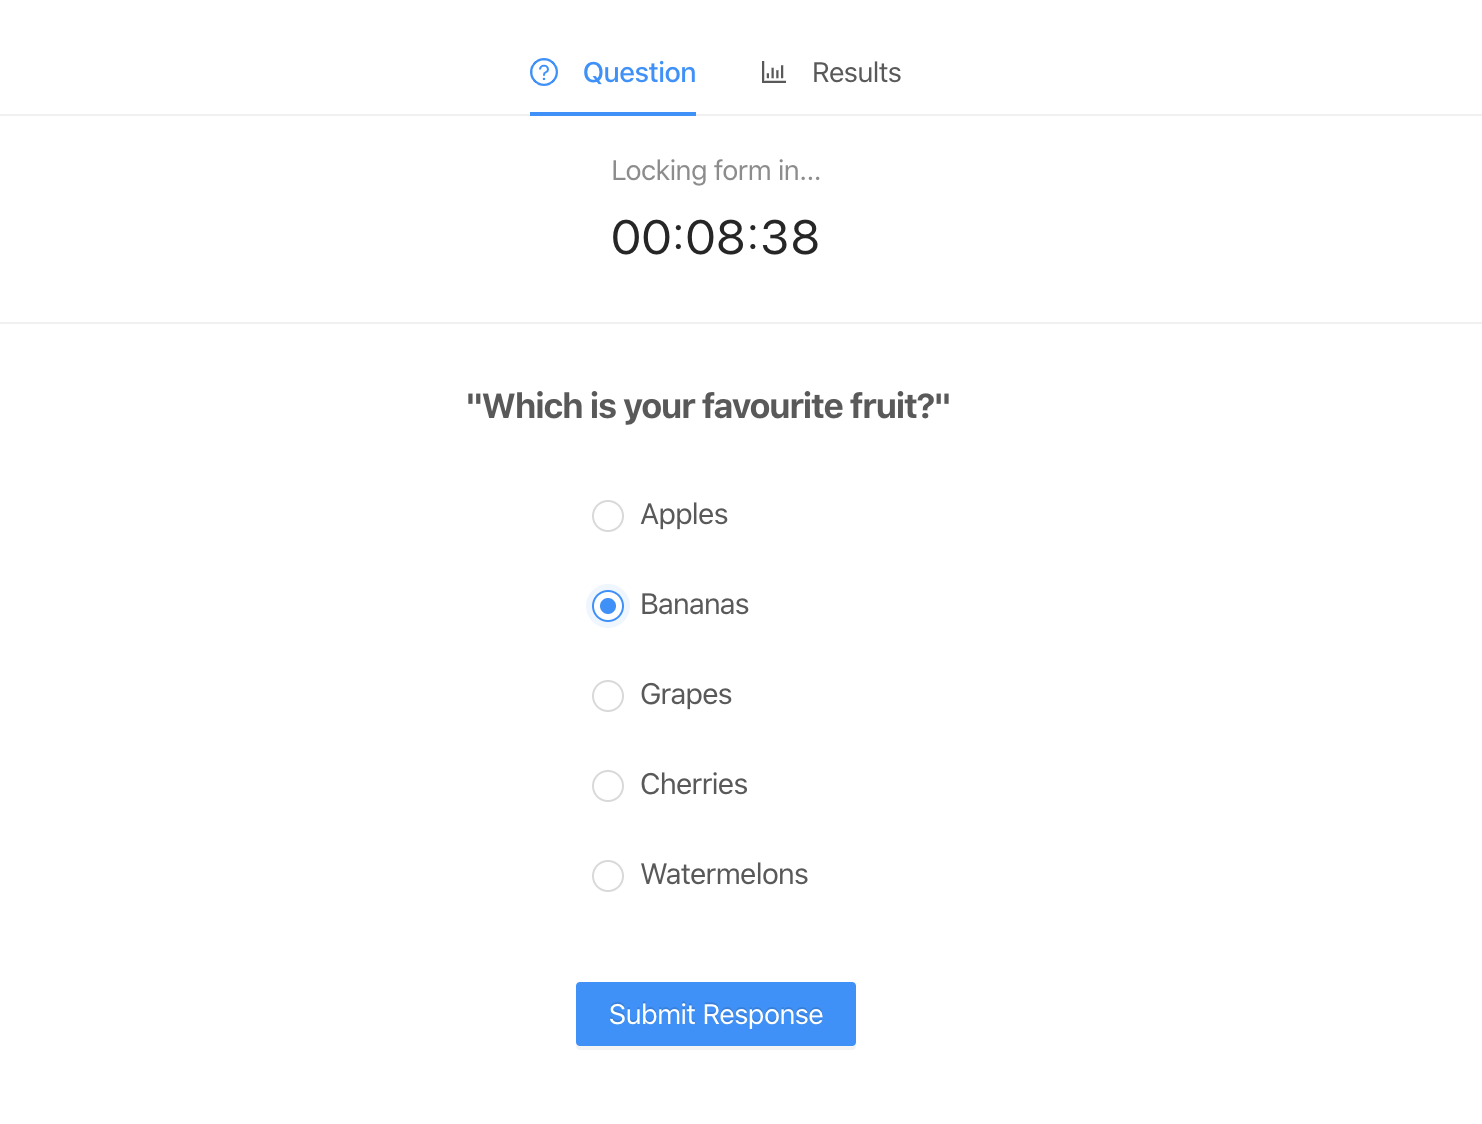 Question
Results
Locking form in...
00:08:38
"Which is your favourite fruit?"
Apples
Bananas
Grapes
Cherries
Watermelons
Submit Response